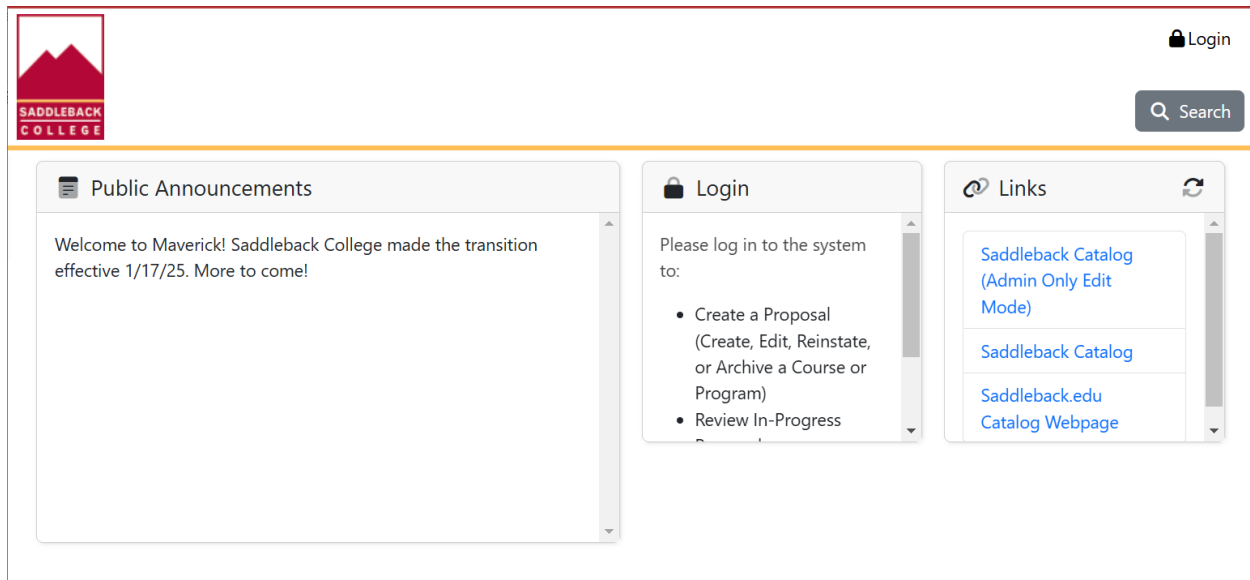 SADDLEBACK
COLLEGE
Login
Search
Public Announcements
Welcome to Maverick! Saddleback College made the transition
effective 1/17/25. More to come!
Login
Please log in to the system
to:
Create a Proposal
(Create, Edit, Reinstate,
or Archive a Course or
Program)
Review In-Progress
Links
Saddleback Catalog
(Admin Only Edit
Mode)
Saddleback Catalog
Saddleback.edu
Catalog Webpage